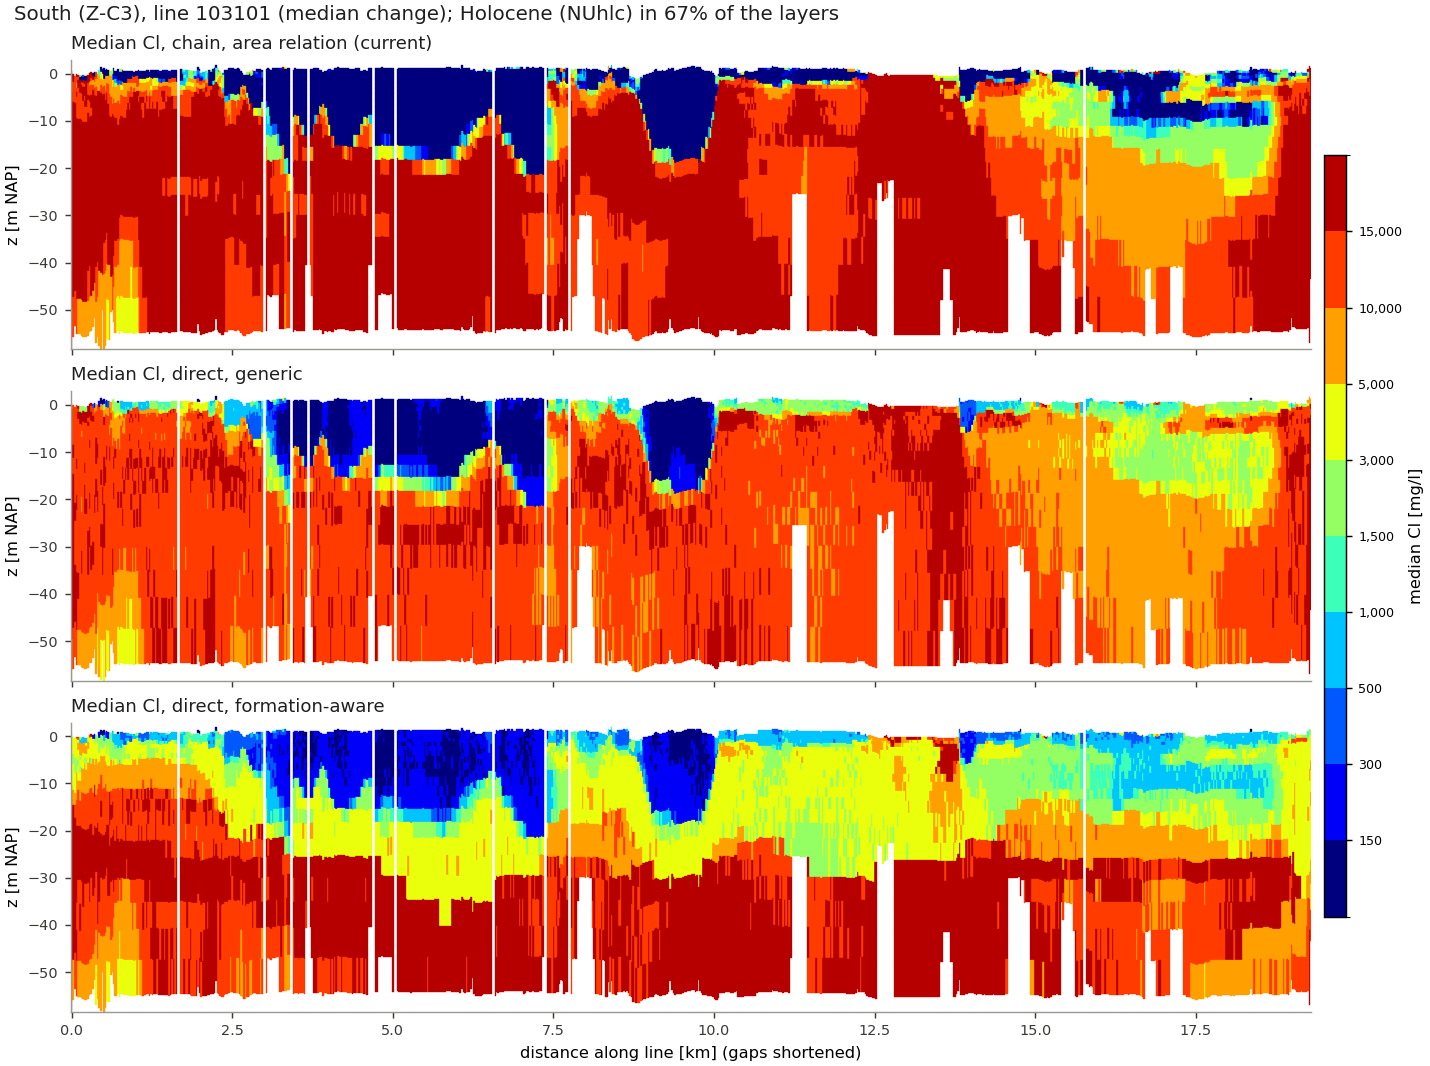 South (Z-C3), line 103101 (median change); Holocene (NUhlc) in 67% of the layers
Median Cl, chain, area relation (current)
0
−10
−20
−30
−40
−50
z [m NAP]
Median Cl, direct, generic
0
−10
−20
−30
−40
−50
z [m NAP]
Median Cl, direct, formation-aware
0
−10
−20
−30
−40
−50
z [m NAP]
0.0 2.5 5.0 7.5 10.0 12.5 15.0 17.5
distance along line [km] (gaps shortened)
15,000
10,000
5,000
3,000
1,500
1,000
500
300
150
median Cl [mg/l]